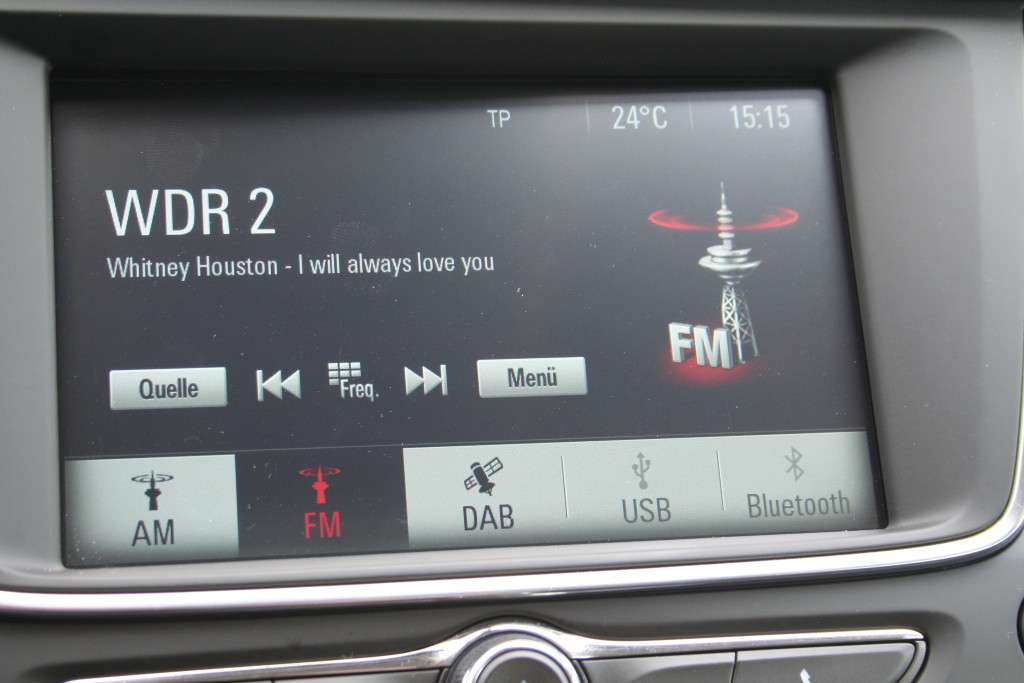 TP 24°C 15:15
WDR 2
Whitney Houston - I will always love you
FM
Quelle Freq. Menü
AM FM DAB USB Bluetooth